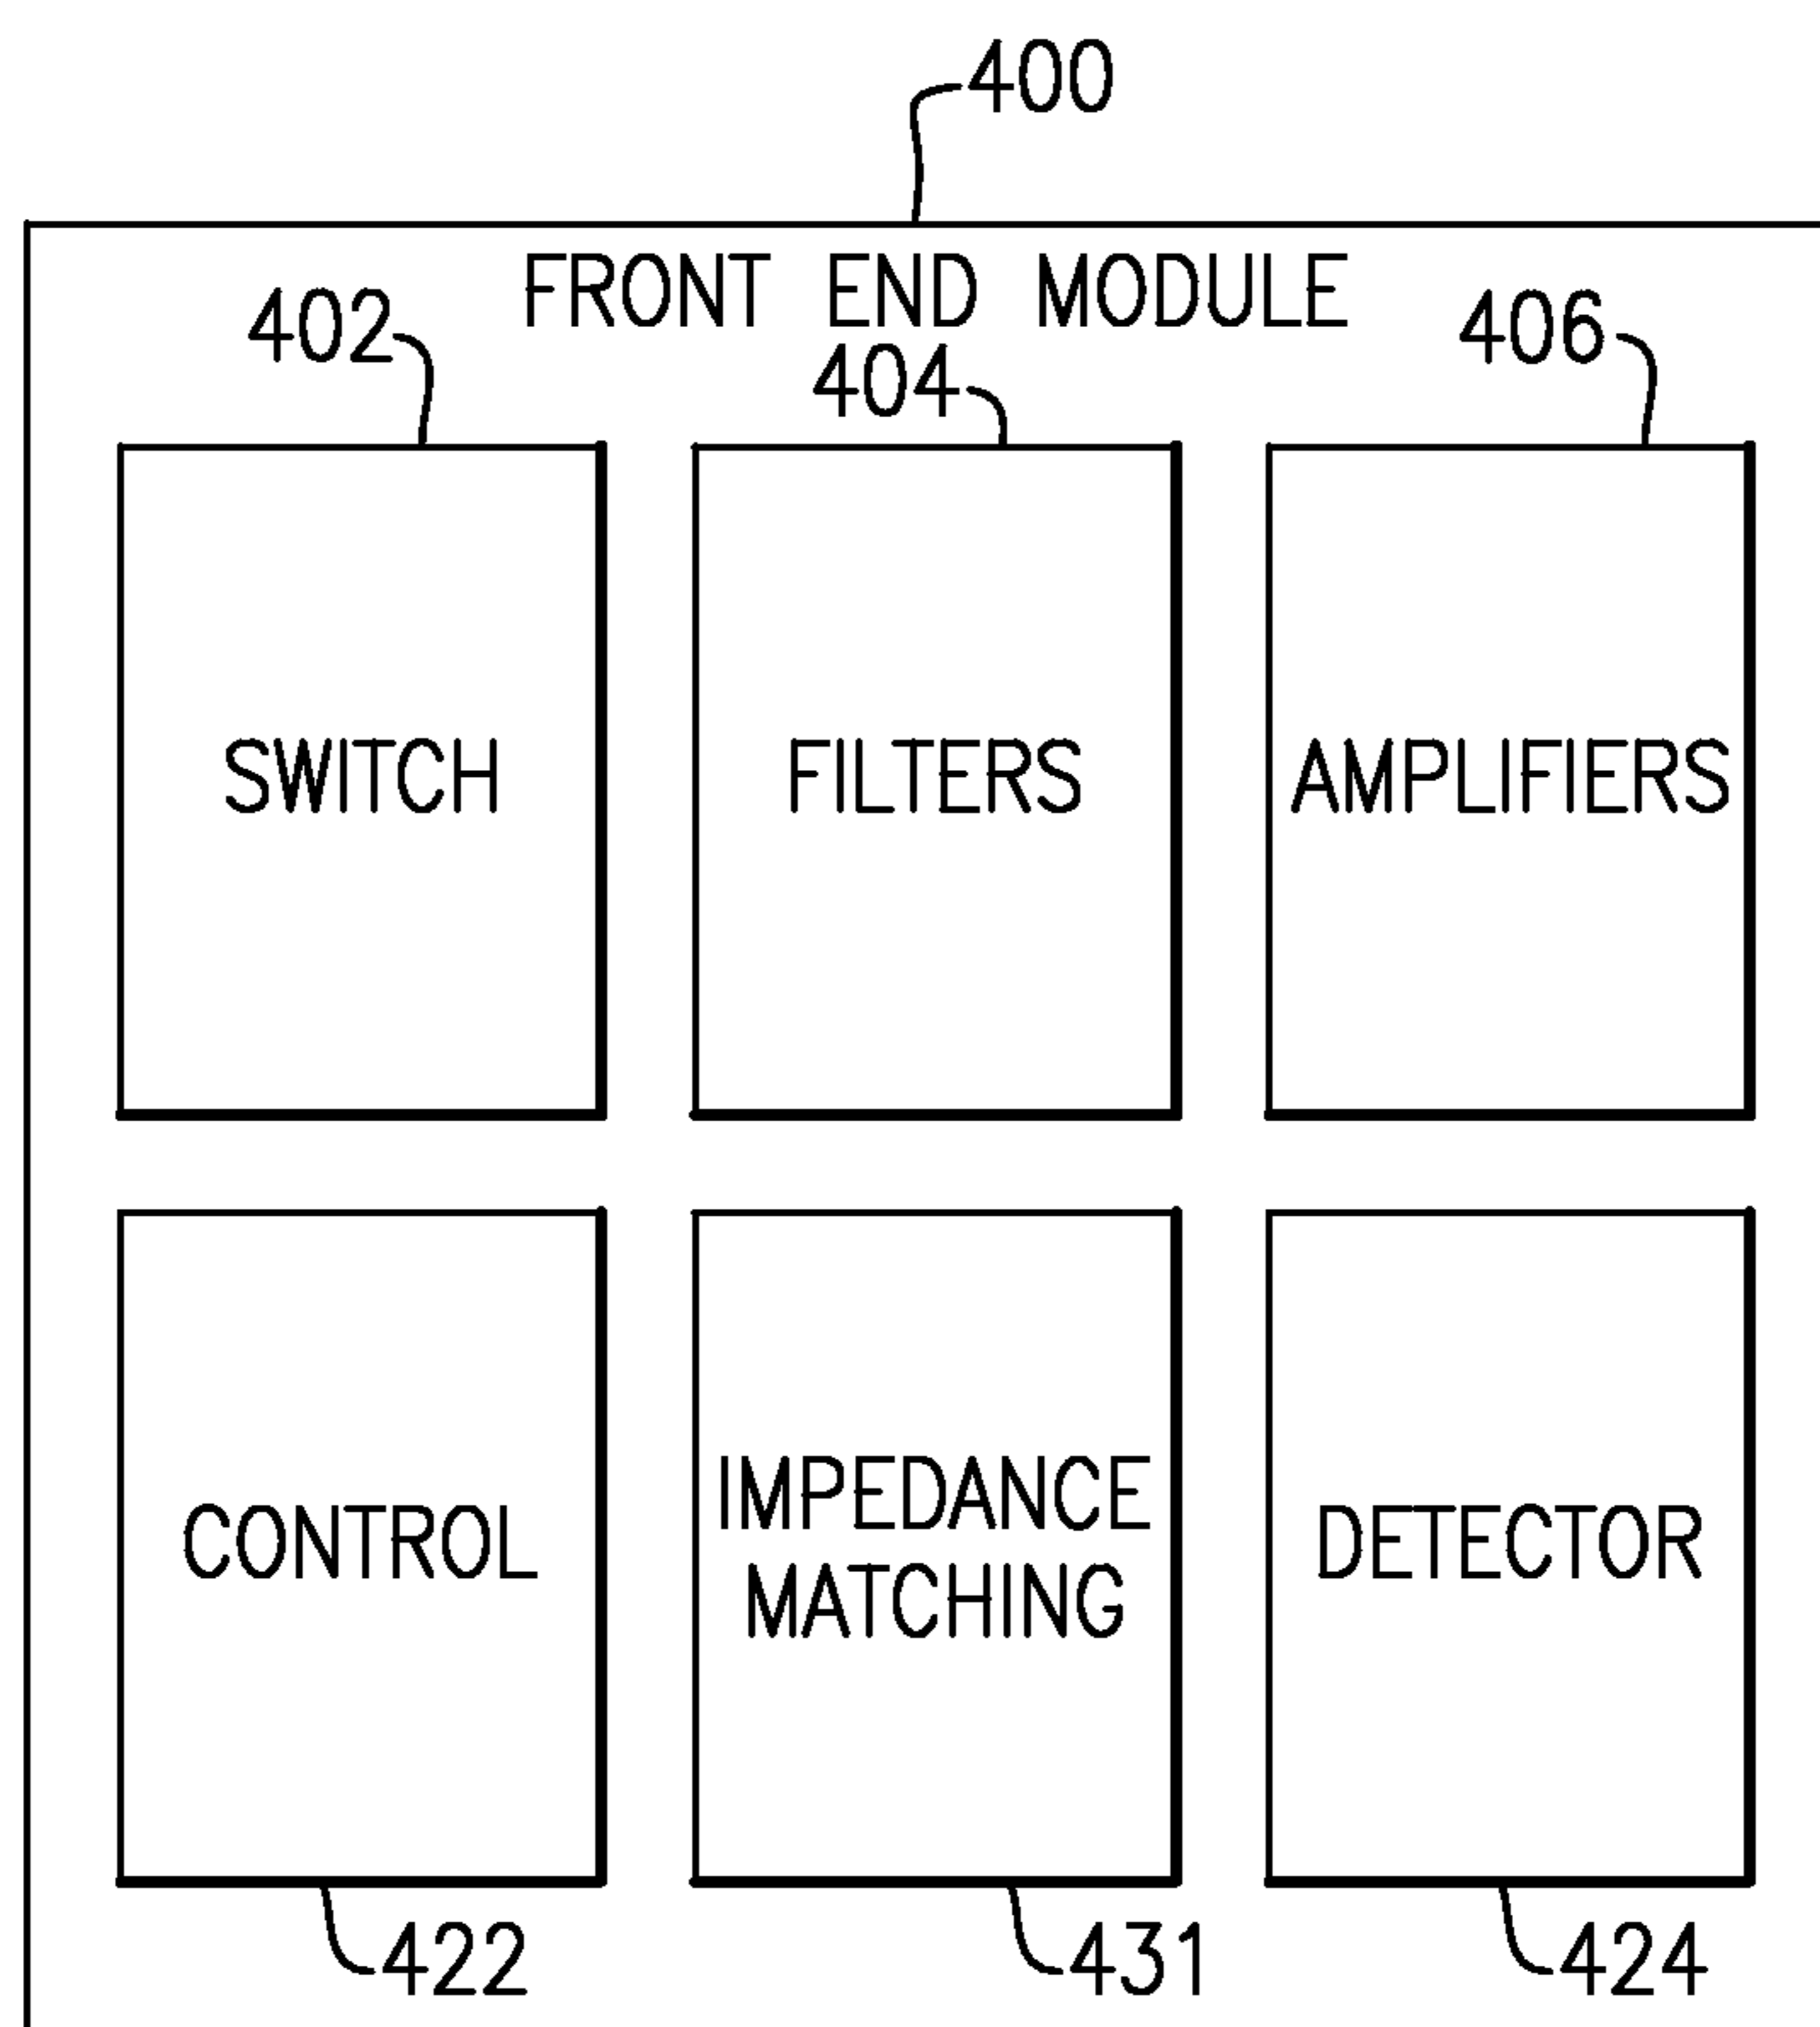 400
FRONT END MODULE
402
404
406
SWITCH
FILTERS
AMPLIFIERS
CONTROL
IMPEDANCE
MATCHING
DETECTOR
422
431
424